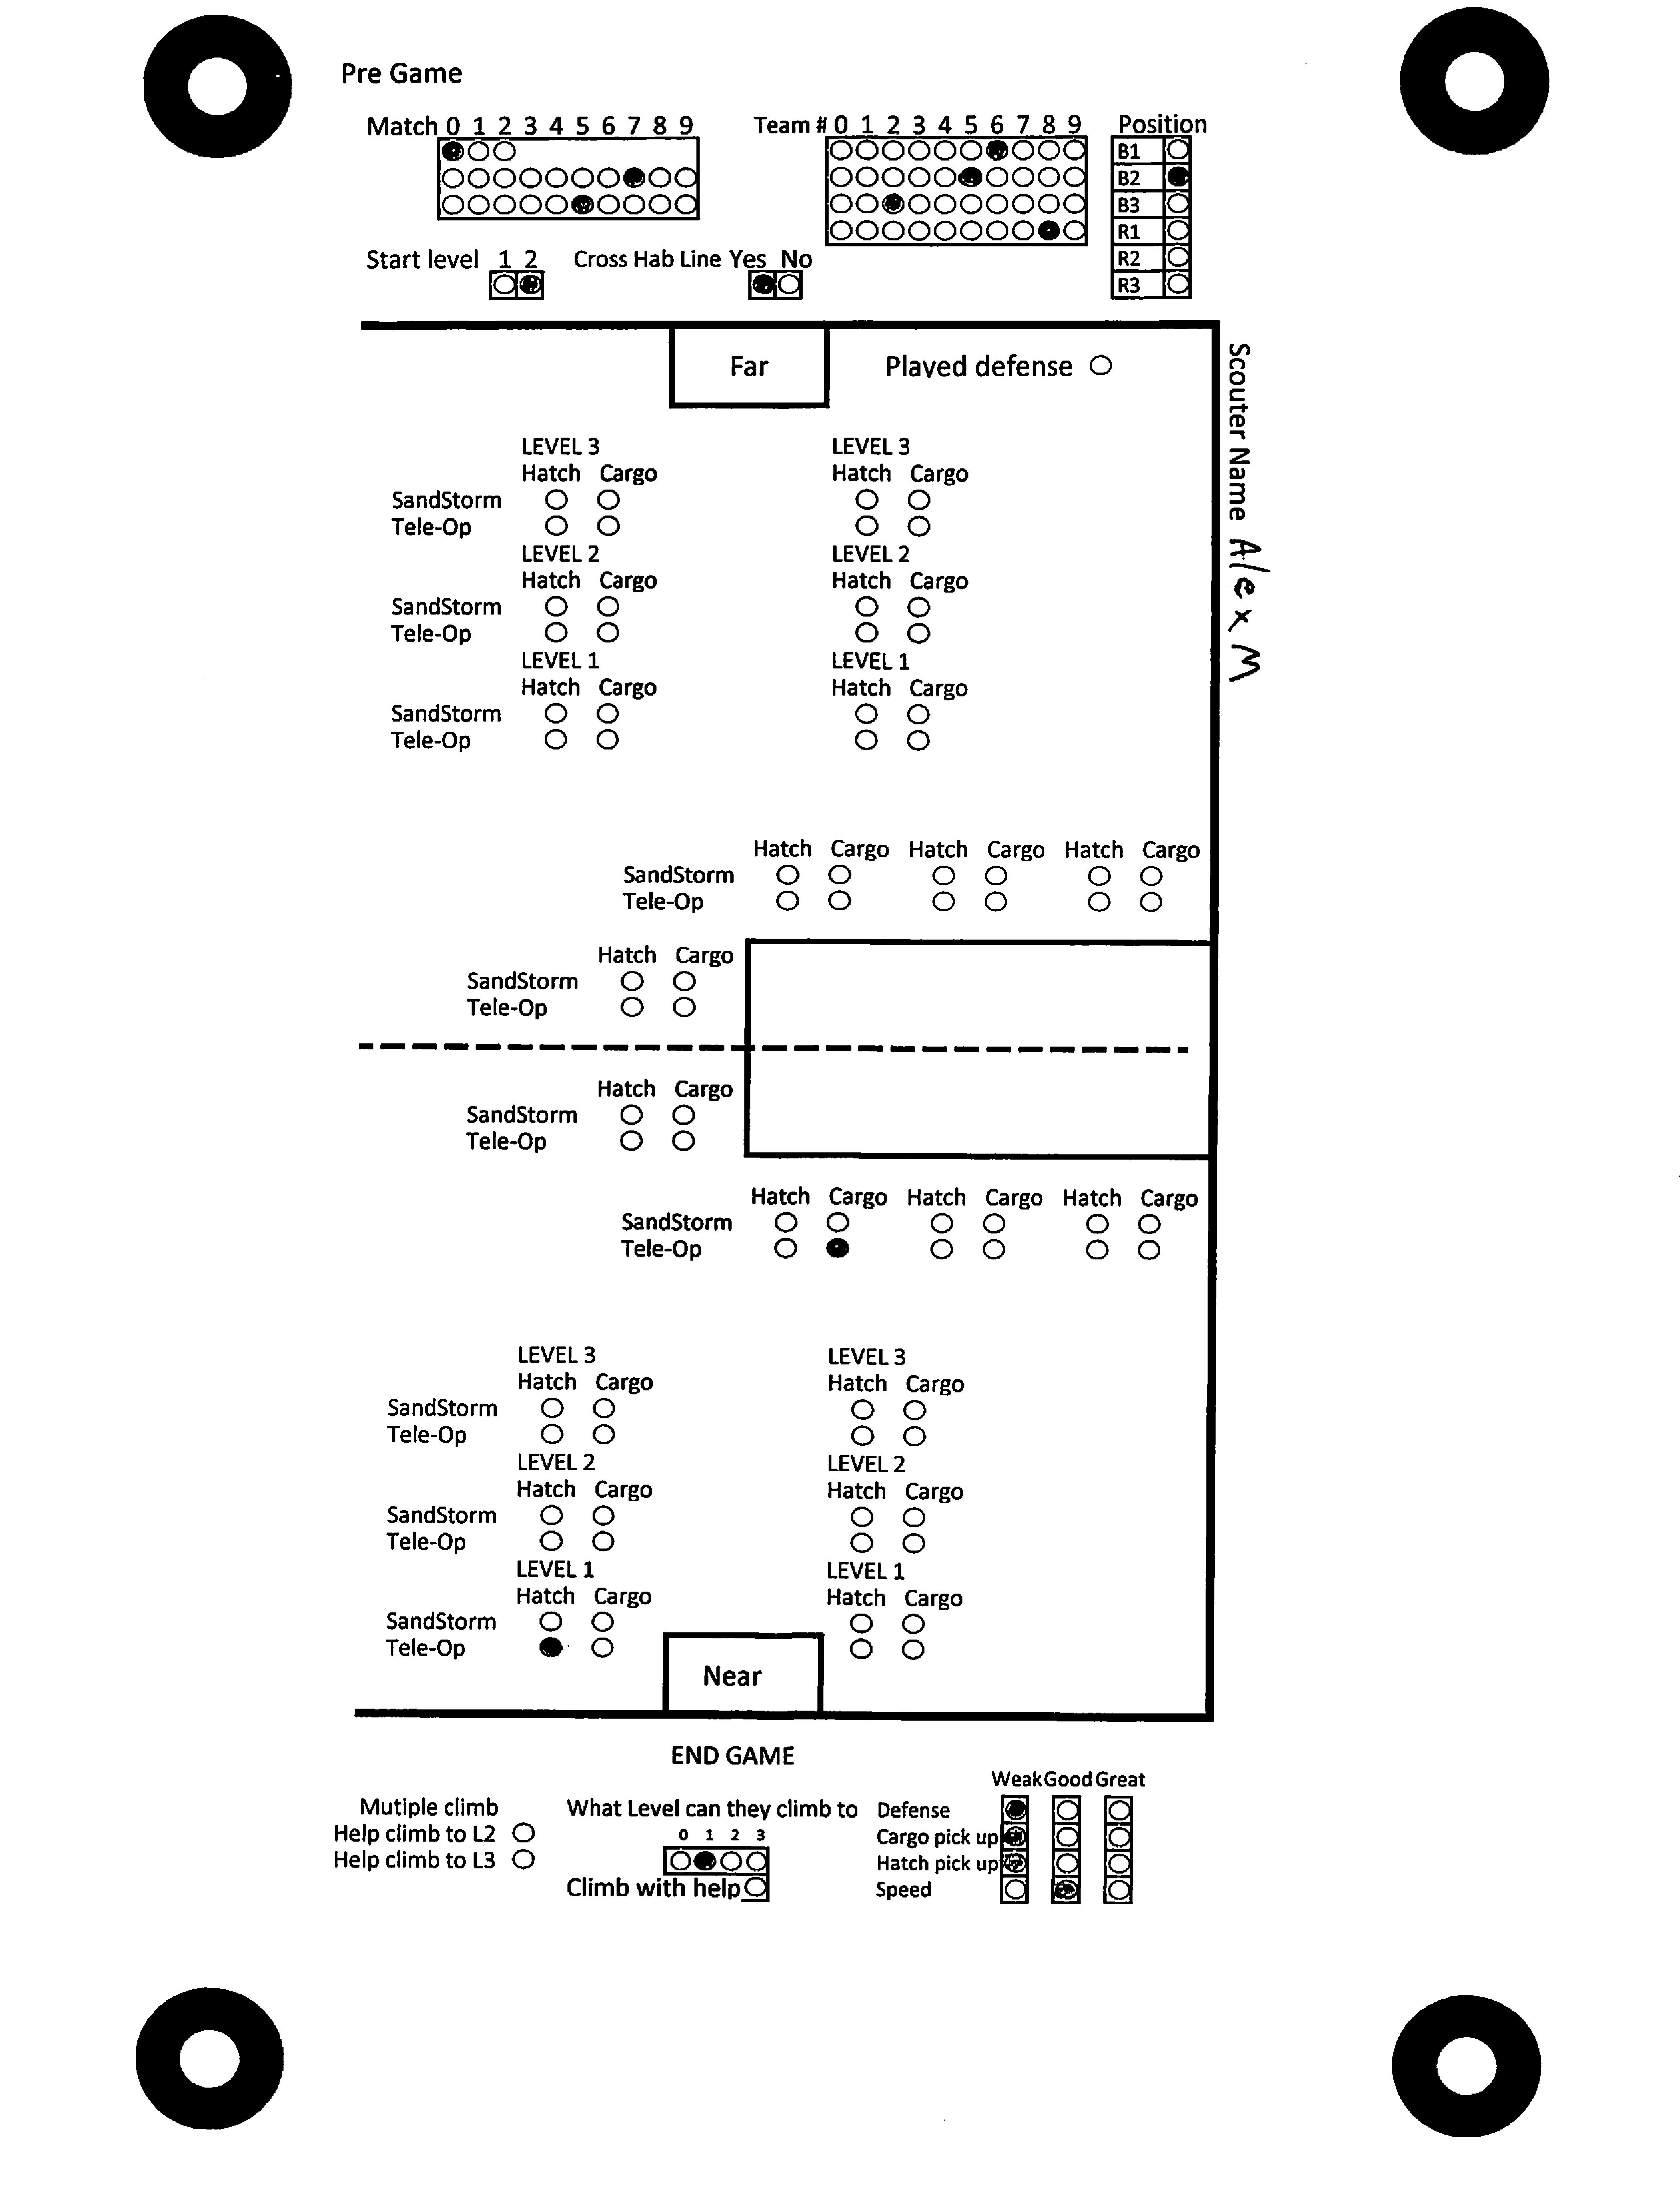 Pre Game
Match 0 1 2 3 4 5 6 7 8 9
Team # 0 1 2 3 4 5 6 7 8 9
Position
B1
B2
B3
R1
R2
R3
Start level 1 2
Cross Hab Line Yes No
Far
Played defense
Scouter Name Alex M
LEVEL 3 LEVEL 3
Hatch Cargo Hatch Cargo
SandStorm
Tele-Op
LEVEL 2 LEVEL 2
Hatch Cargo Hatch Cargo
SandStorm
Tele-Op
LEVEL 1 LEVEL 1
Hatch Cargo Hatch Cargo
SandStorm
Tele-Op
Hatch Cargo Hatch Cargo Hatch Cargo
SandStorm
Tele-Op
Hatch Cargo
SandStorm
Tele-Op
Hatch Cargo
SandStorm
Tele-Op
Hatch Cargo Hatch Cargo Hatch Cargo
SandStorm
Tele-Op
LEVEL 3 LEVEL 3
Hatch Cargo Hatch Cargo
SandStorm
Tele-Op
LEVEL 2 LEVEL 2
Hatch Cargo Hatch Cargo
SandStorm
Tele-Op
LEVEL 1 LEVEL 1
Hatch Cargo Hatch Cargo
SandStorm
Tele-Op
Near
END GAME
Mutiple climb
Help climb to L2
Help climb to L3
What Level can they climb to
0 1 2 3
Climb with help
Weak Good Great
Defense
Cargo pick up
Hatch pick up
Speed